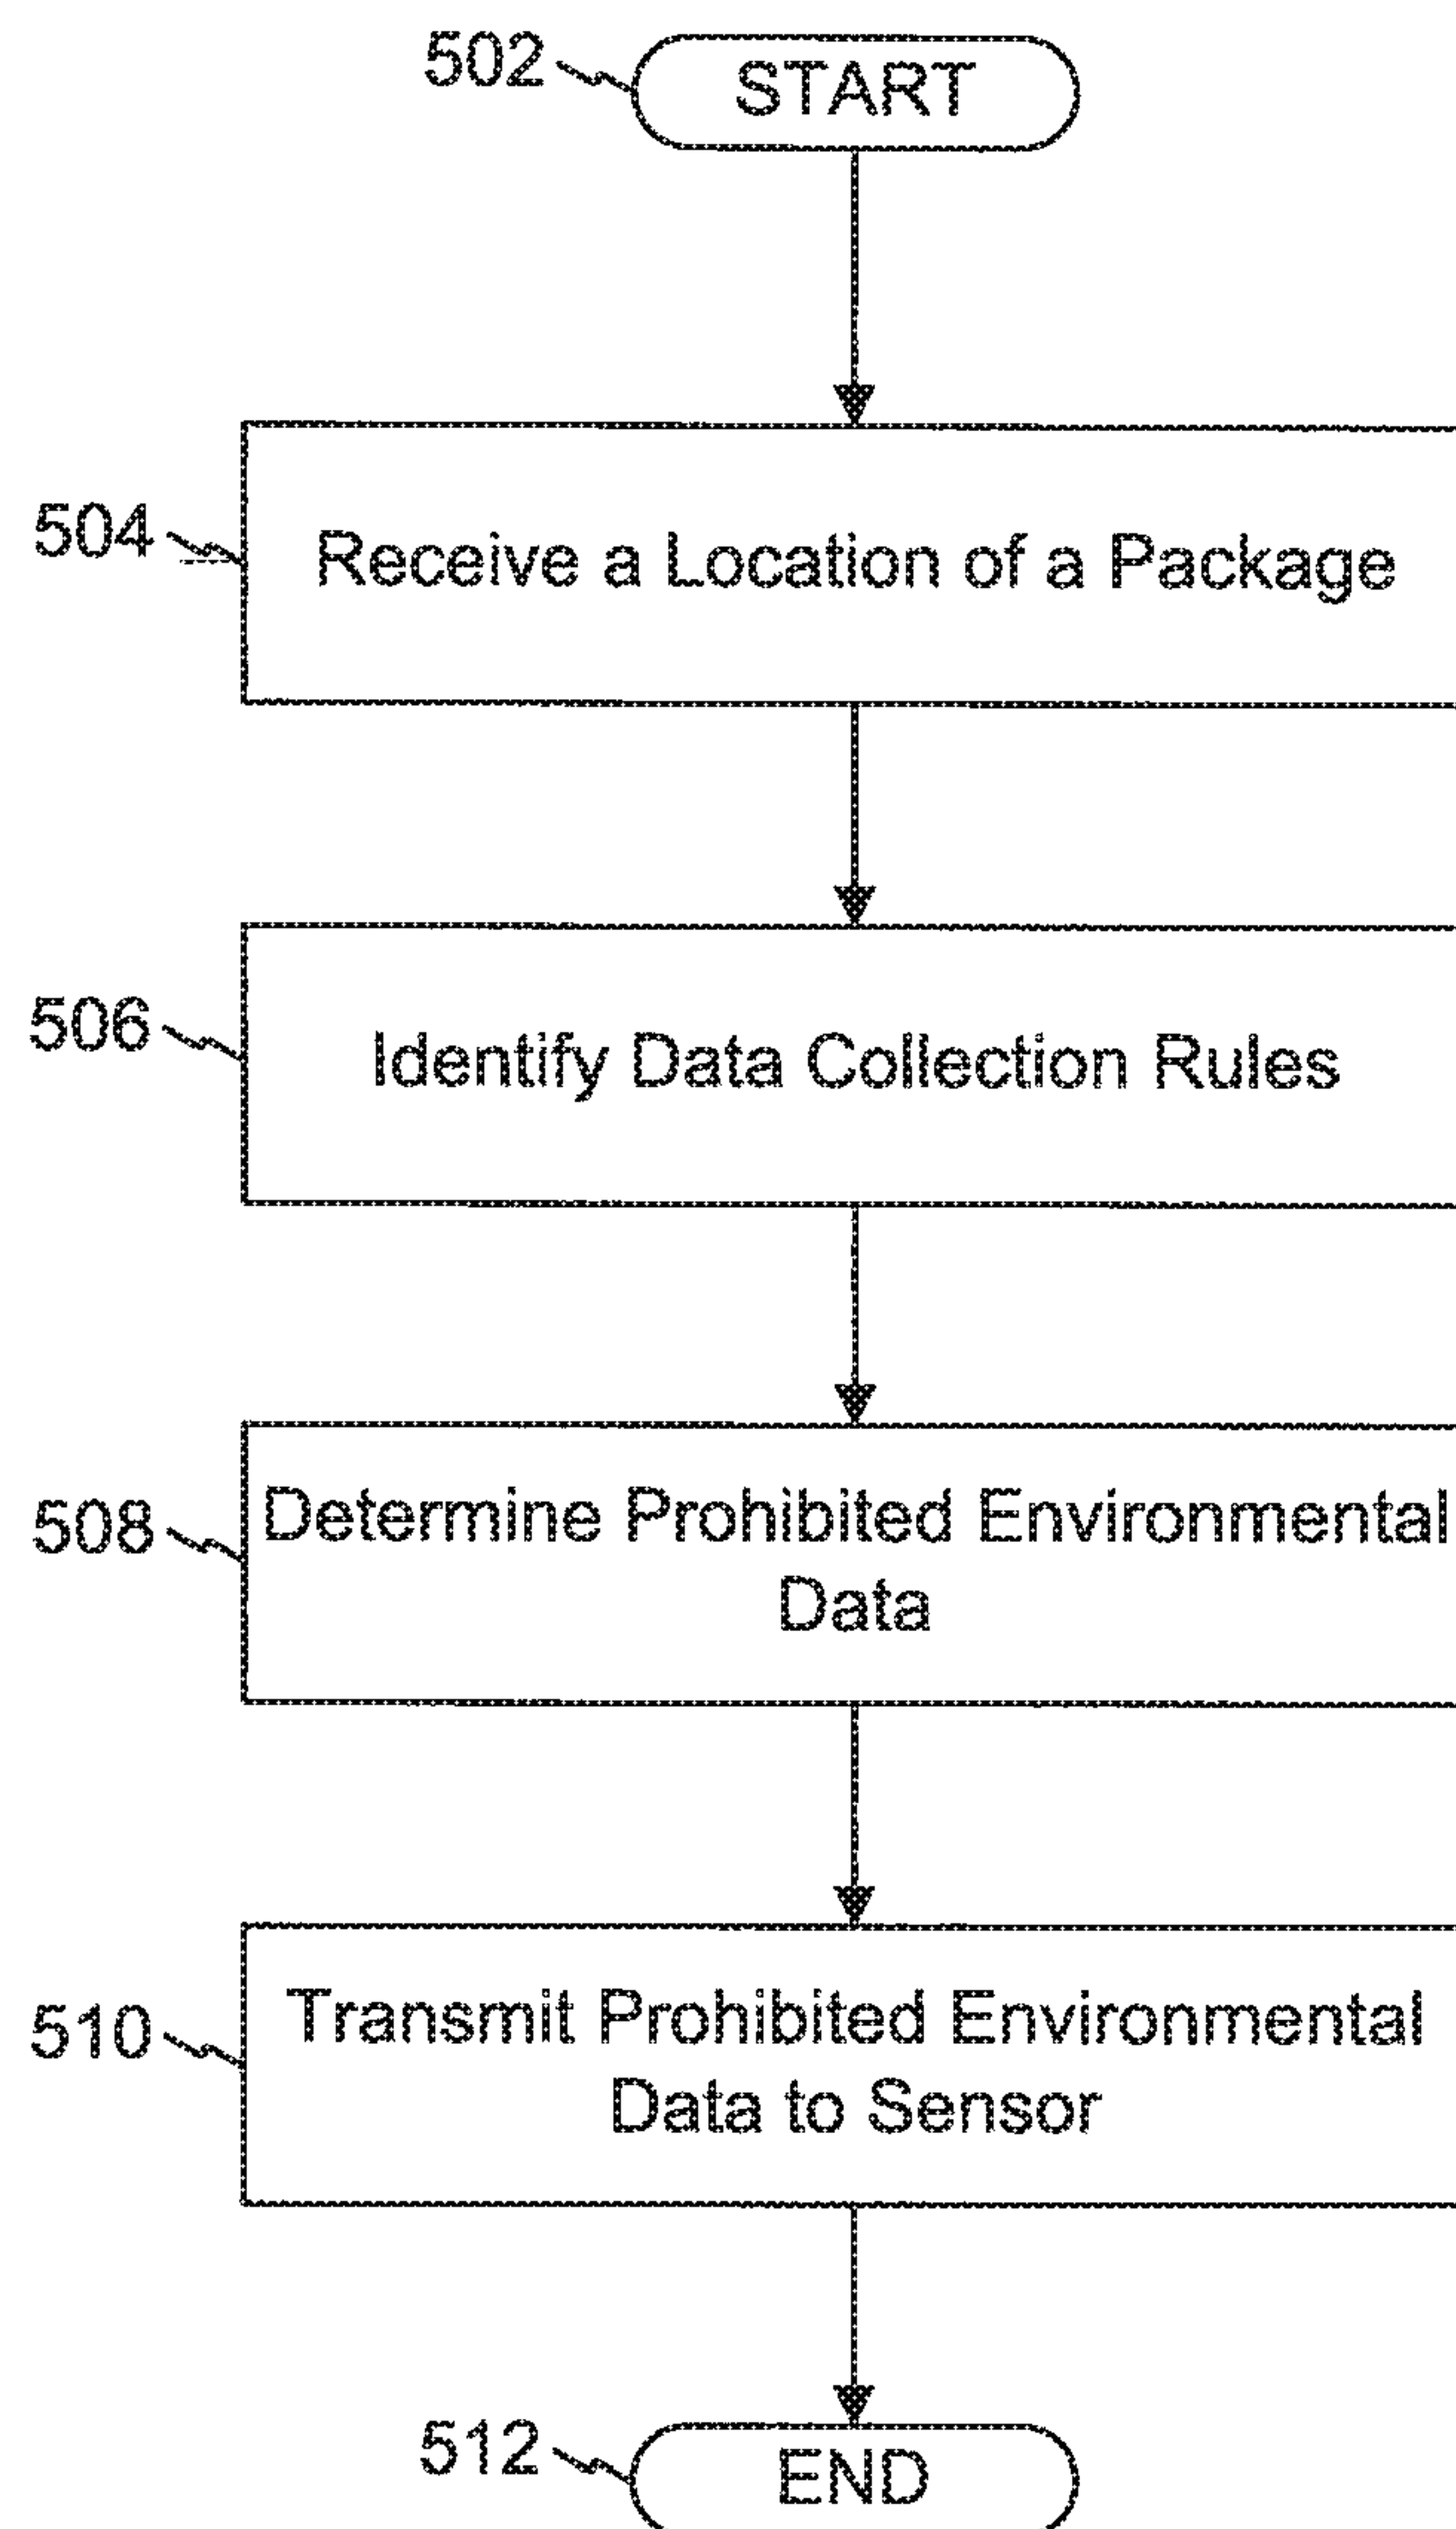 502
START
504
Receive a Location of a Package
506
Identify Data Collection Rules
508
Determine Prohibited Environmental
Data
510
Transmit Prohibited Environmental
Data to Sensor
512
END